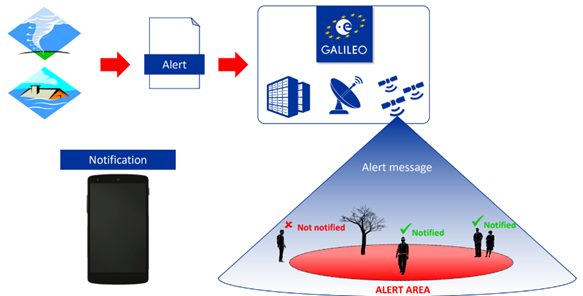 GALILEO
Alert
Notification
Alert message
Not notified
Notified
Notified
ALERT AREA